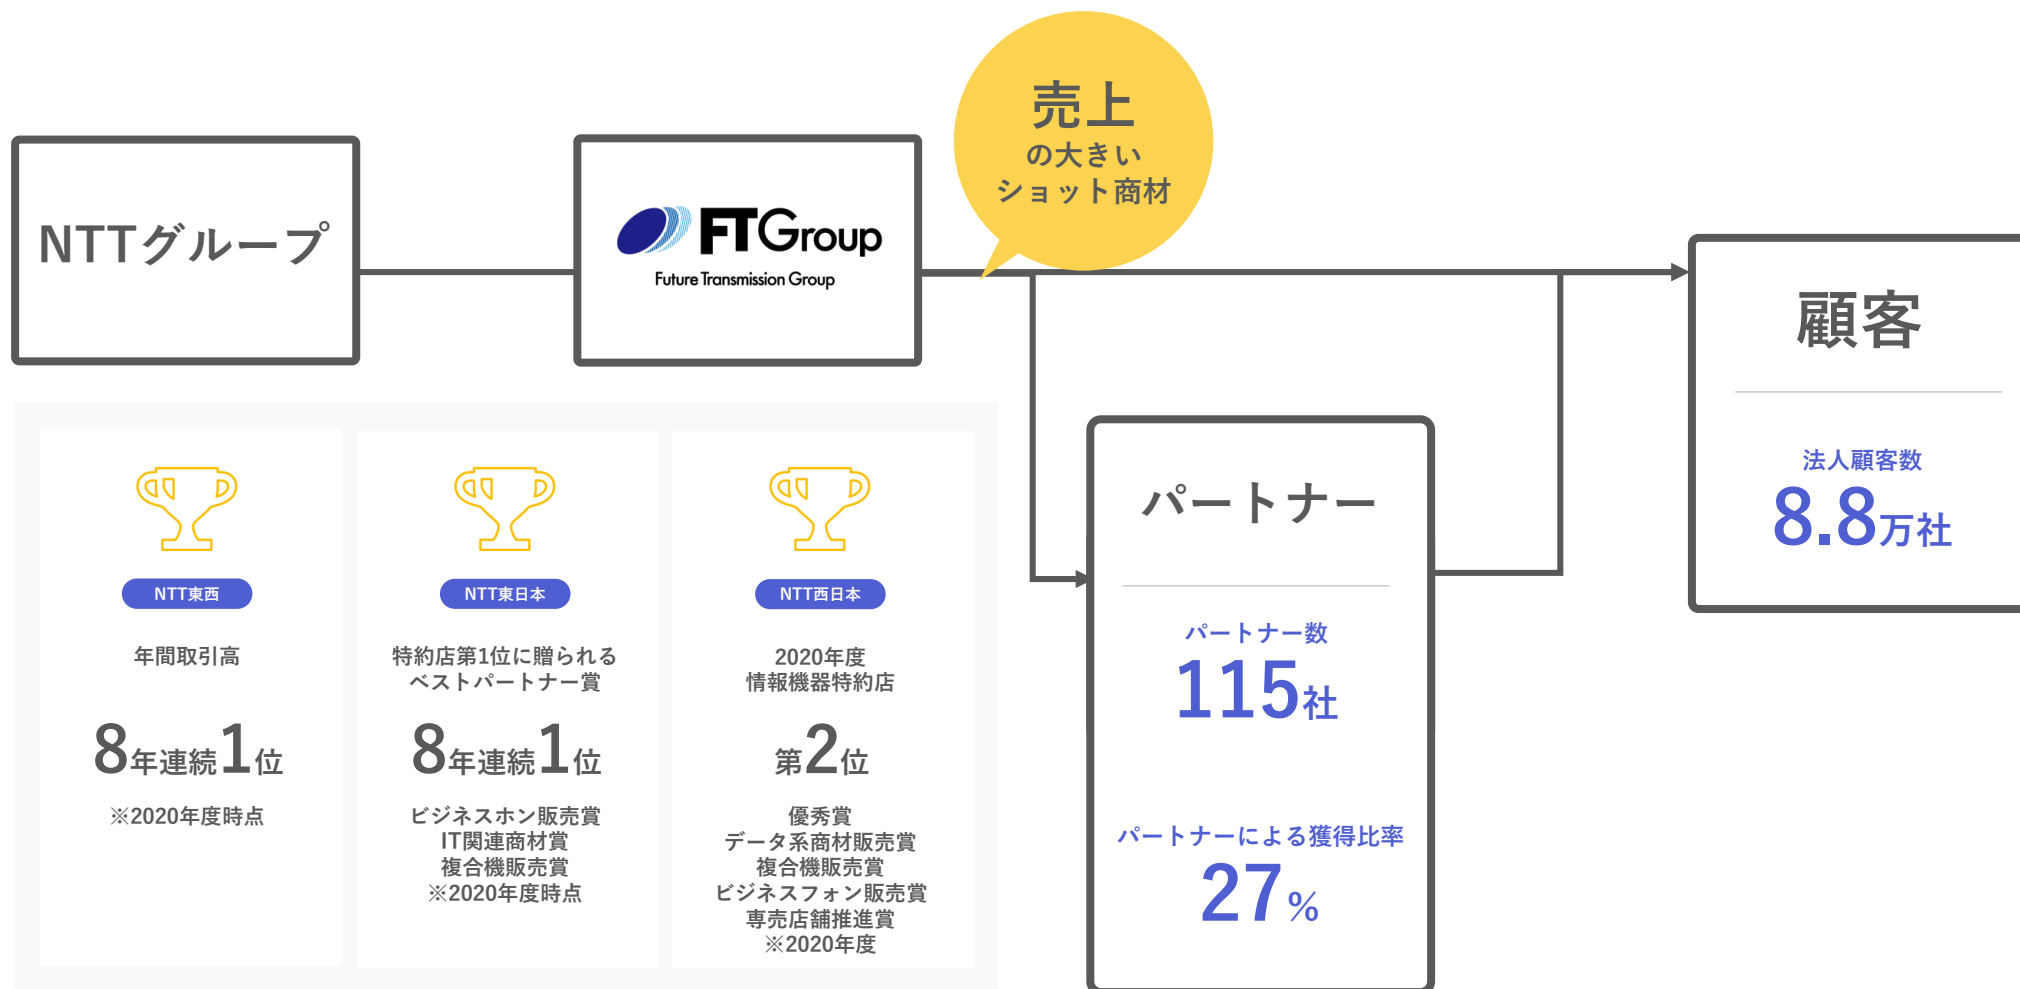 NTTグループ
FTGroup
Future Transmission Group
売上
の大きい
ショット商材
顧客
法人顧客数
8.8万社
パートナー
パートナー数
115社
パートナーによる獲得比率
27%
NTT東西
年間取引高
8年連続1位
※2020年度時点
NTT東日本
特約店第1位に贈られる
ベストパートナー賞
8年連続1位
ビジネスホン販売賞
IT関連商材賞
複合機販売賞
※2020年度時点
NTT西日本
2020年度
情報機器特約店
第2位
優秀賞
データ系商材販売賞
複合機販売賞
ビジネスフォン販売賞
専売店舗推進賞
※2020年度